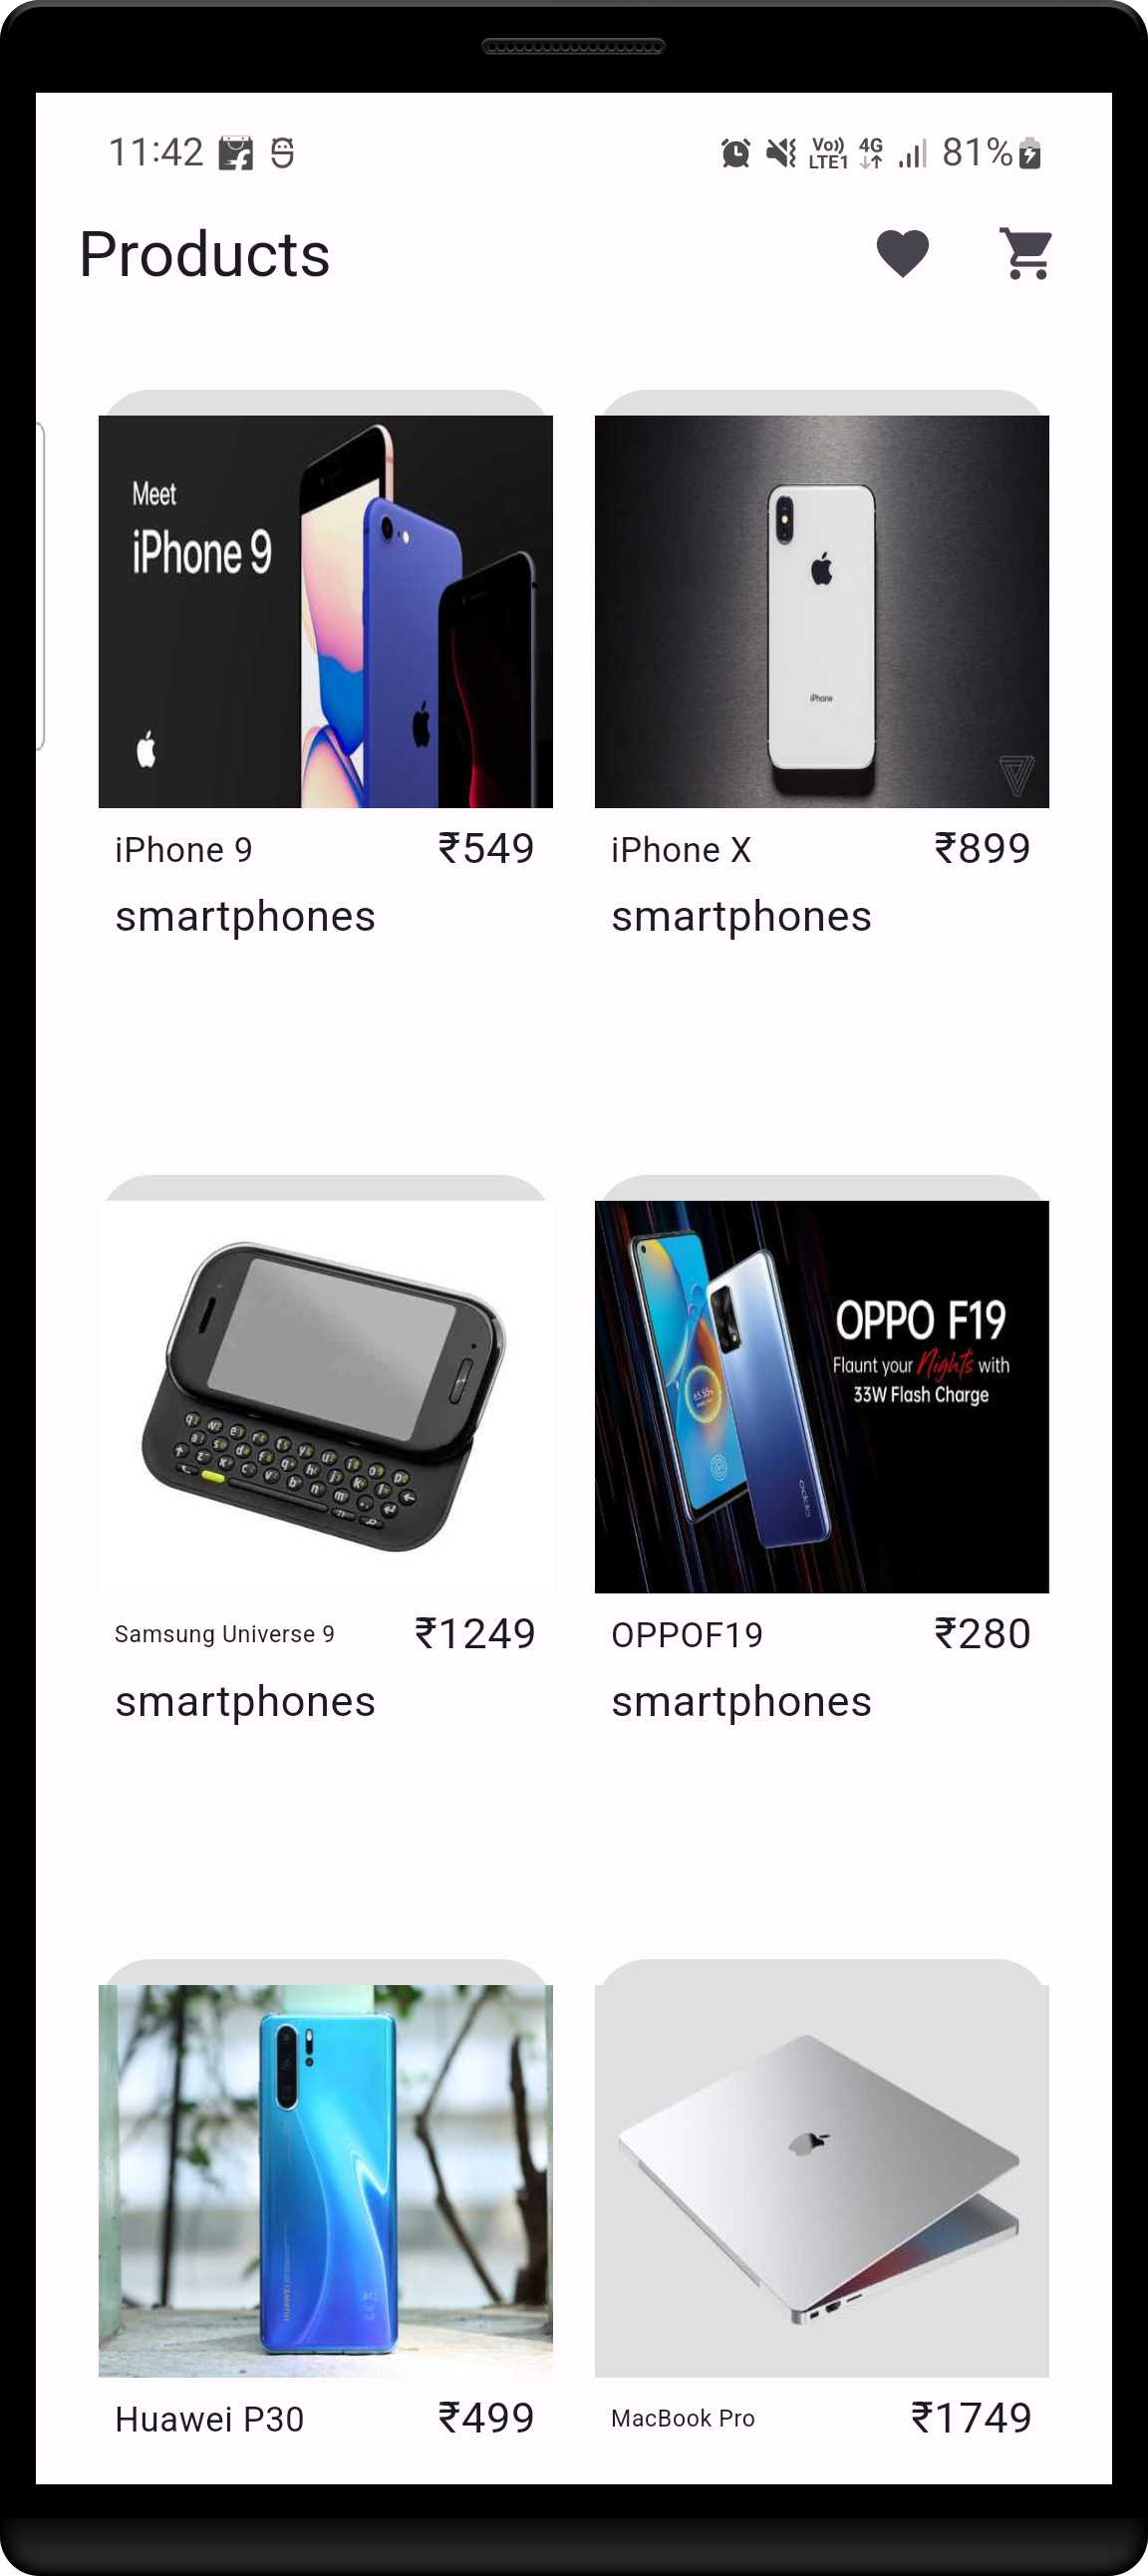 11:42 Vo)) LTE1 4G 81%
Products
Meet
iPhone 9
iPhone
iPhone 9 ₹549 iPhone X ₹899
smartphones smartphones
OPPO F19
Flaunt your Nights with
33W Flash Charge
oppo
Samsung Universe 9 ₹1249 OPPOF19 ₹280
smartphones smartphones
HUAWEI
Huawei P30 ₹499 MacBook Pro ₹1749